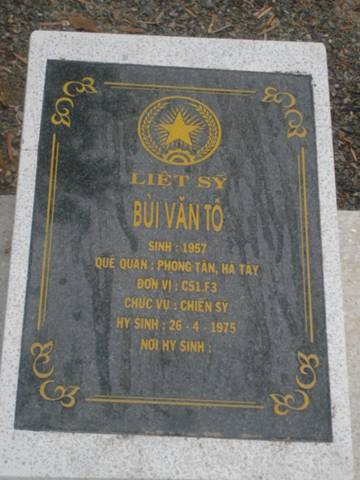 LIỆT SỸ
BÙI VĂN TỐ
SINH : 1957
QUÊ QUÁN : PHONG TÂN, HÀ TÂY
ĐƠN VỊ : C51.F3
CHỨC VỤ : CHIẾN SỸ
HY SINH : 26 - 4 - 1975
NƠI HY SINH :